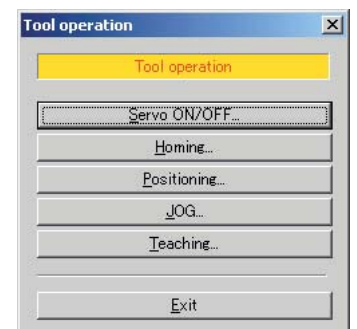 Tool operation
Tool operation
Servo ON/OFF...
Homing...
Positioning...
JOG...
Teaching...
Exit